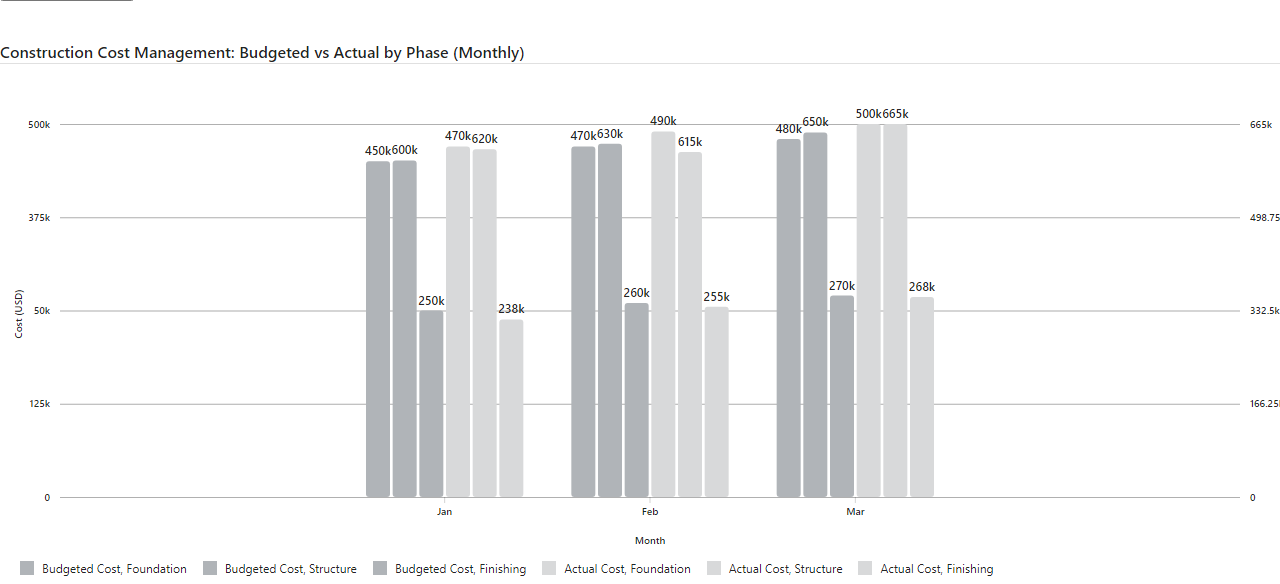 Construction Cost Management: Budgeted vs Actual by Phase (Monthly)
500k
375k
50k
125k
0
Cost (USD)
450k 600k 250k 470k 620k 238k
470k 630k 260k 490k 615k 255k
480k 650k 270k 500k 665k 268k
665k
498.75
332.5k
166.25
0
Jan Feb Mar
Month
Budgeted Cost, Foundation Budgeted Cost, Structure Budgeted Cost, Finishing Actual Cost, Foundation Actual Cost, Structure Actual Cost, Finishing